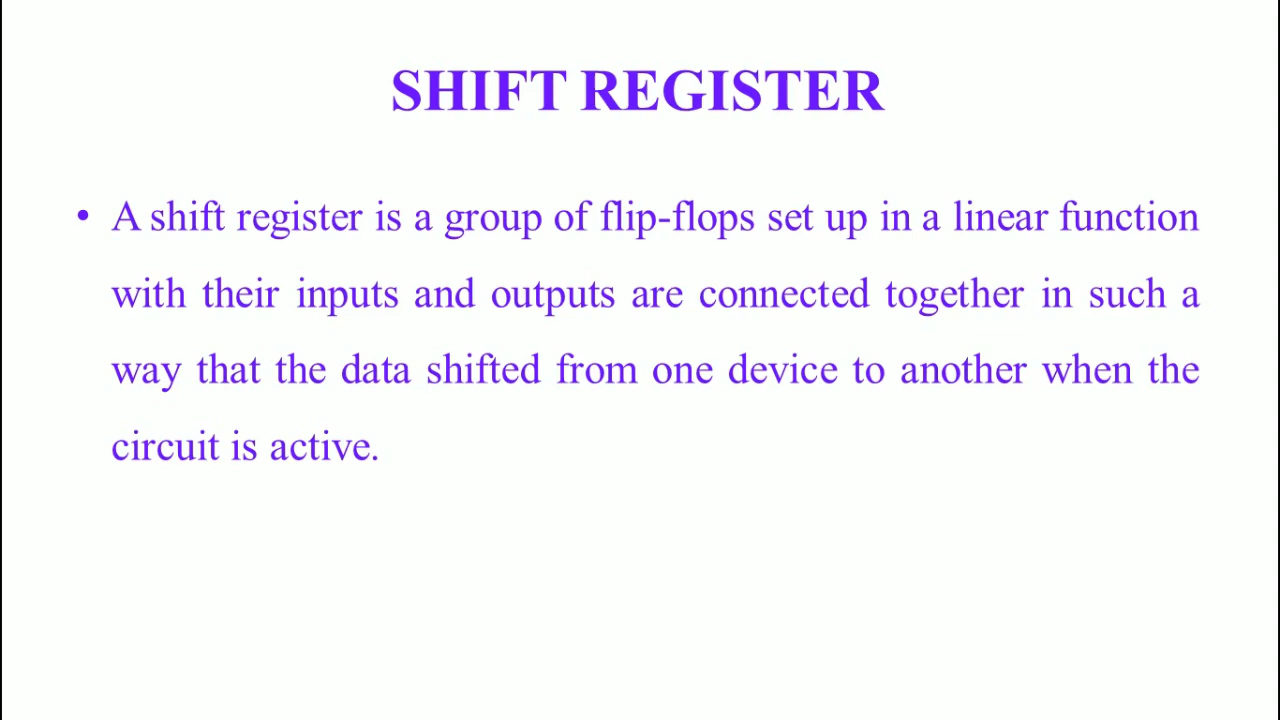 SHIFT REGISTER
• A shift register is a group of flip-flops set up in a linear function
with their inputs and outputs are connected together in such a
way that the data shifted from one device to another when the
circuit is active.